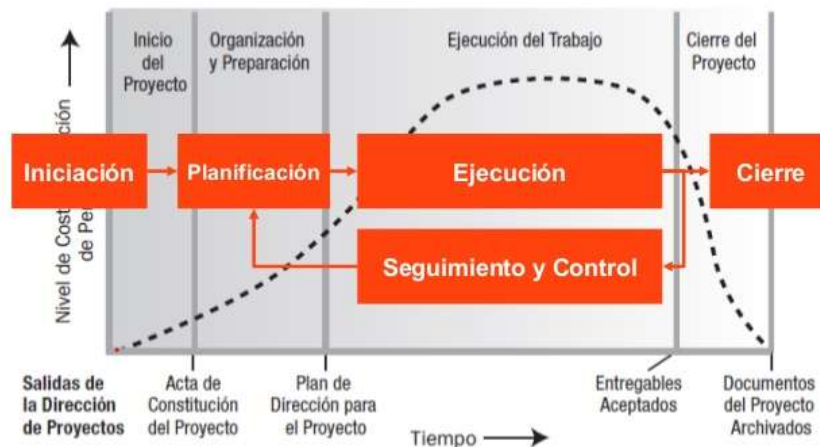 Inicio
del
Proyecto
Organización
y Preparación
Ejecución del Trabajo
Cierre del
Proyecto
Iniciación
Planificación
Ejecución
Cierre
Seguimiento y Control
Nivel de Cost
de Pe
Salidas de
la Dirección
de Proyectos
Acta de
Constitución
del Proyecto
Plan de
Dirección para
el Proyecto
Entregables
Aceptados
Documentos
del Proyecto
Archivados
Tiempo